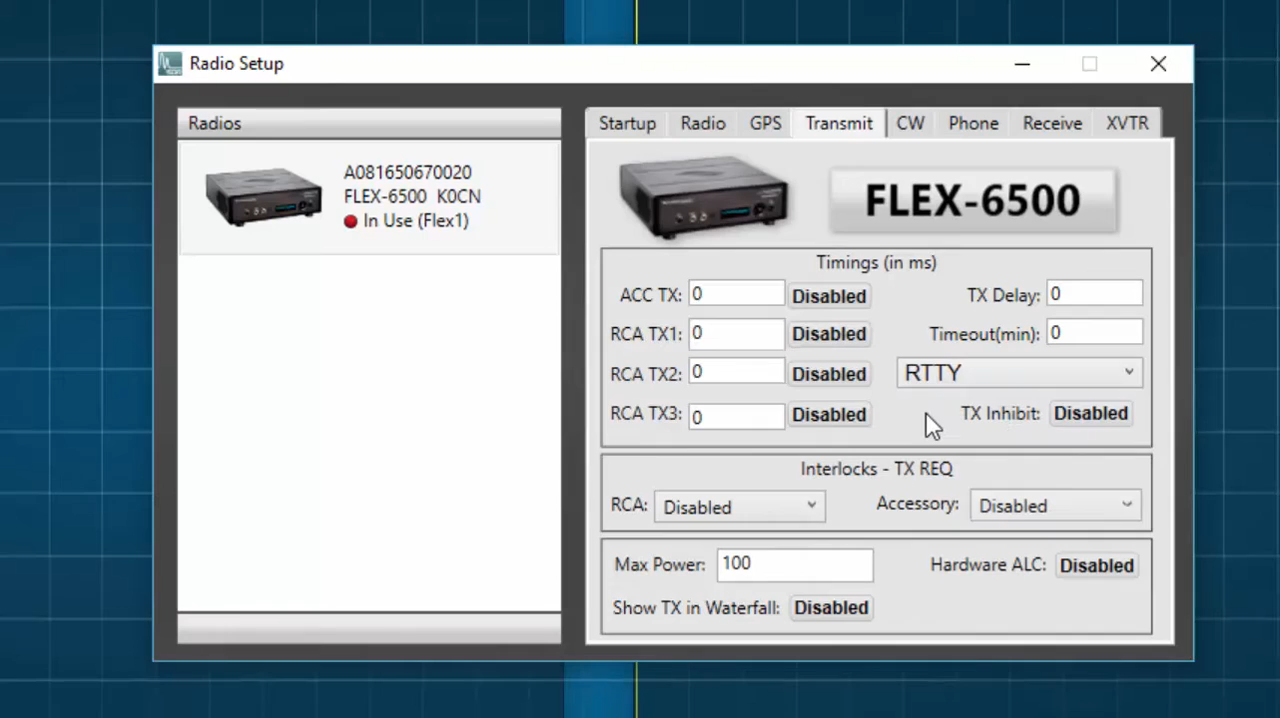 Radio Setup
Radios
A081650670020
FLEX-6500 K0CN
In Use (Flex1)
Startup Radio GPS Transmit CW Phone Receive XVTR
FLEX-6500
Timings (in ms)
ACC TX: 0 Disabled TX Delay: 0
RCA TX1: 0 Disabled Timeout(min): 0
RCA TX2: 0 Disabled RTTY
RCA TX3: 0 Disabled TX Inhibit: Disabled
Interlocks - TX REQ
RCA: Disabled Accessory: Disabled
Max Power: 100 Hardware ALC: Disabled
Show TX in Waterfall: Disabled